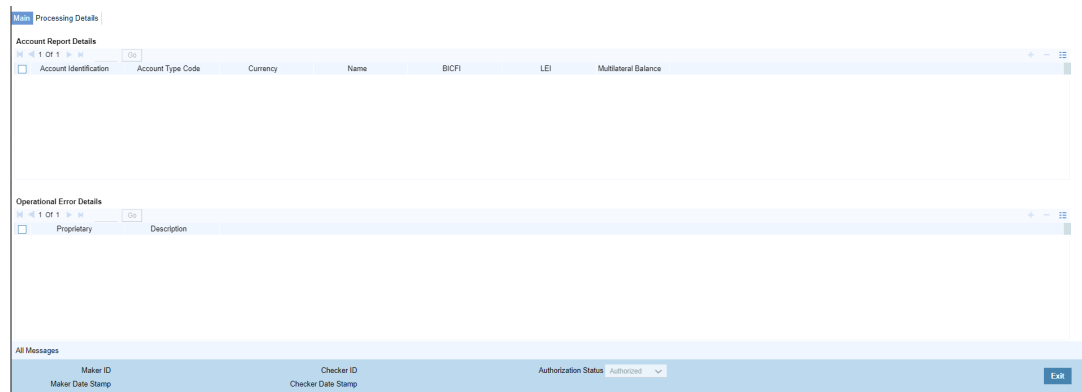 Main Processing Details
Account Report Details
1 Of 1 Go
Account Identification Account Type Code Currency Name BICFI LEI Multilateral Balance
Operational Error Details
1 Of 1 Go
Proprietary Description
All Messages
Maker ID Checker ID Authorization Status Authorized
Maker Date Stamp Checker Date Stamp
Exit